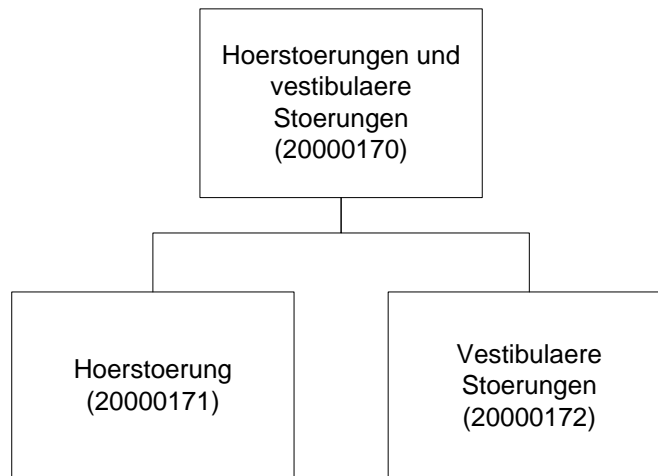 Hoerstoerungen und
vestibulaere
Stoerungen
(20000170)
Hoerstoerung
(20000171)
Vestibulaere
Stoerungen
(20000172)